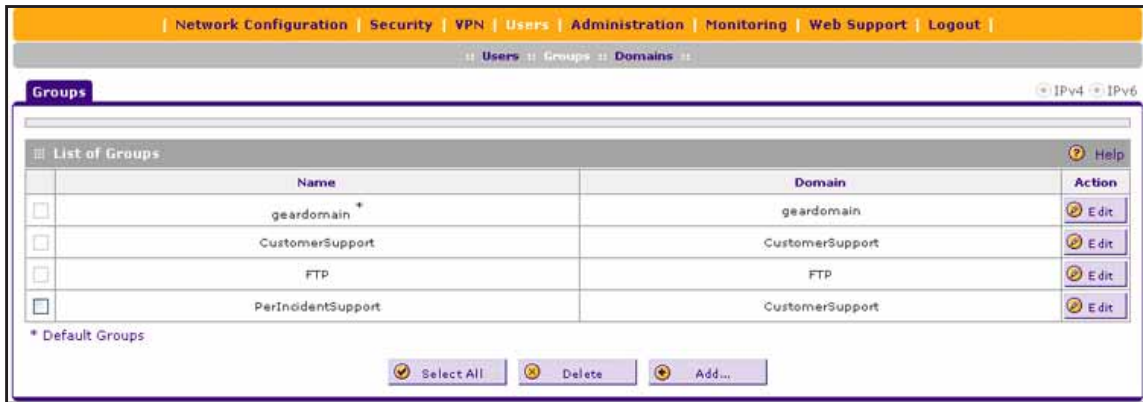 | Network Configuration | Security | VPN | Users | Administration | Monitoring | Web Support | Logout |
:: Users :: Groups :: Domains ::
Groups IPv4 IPv6
List of Groups Help
Name Domain Action
geardomain * geardomain Edit
CustomerSupport CustomerSupport Edit
FTP FTP Edit
PerIncidentSupport CustomerSupport Edit
* Default Groups
Select All Delete Add...